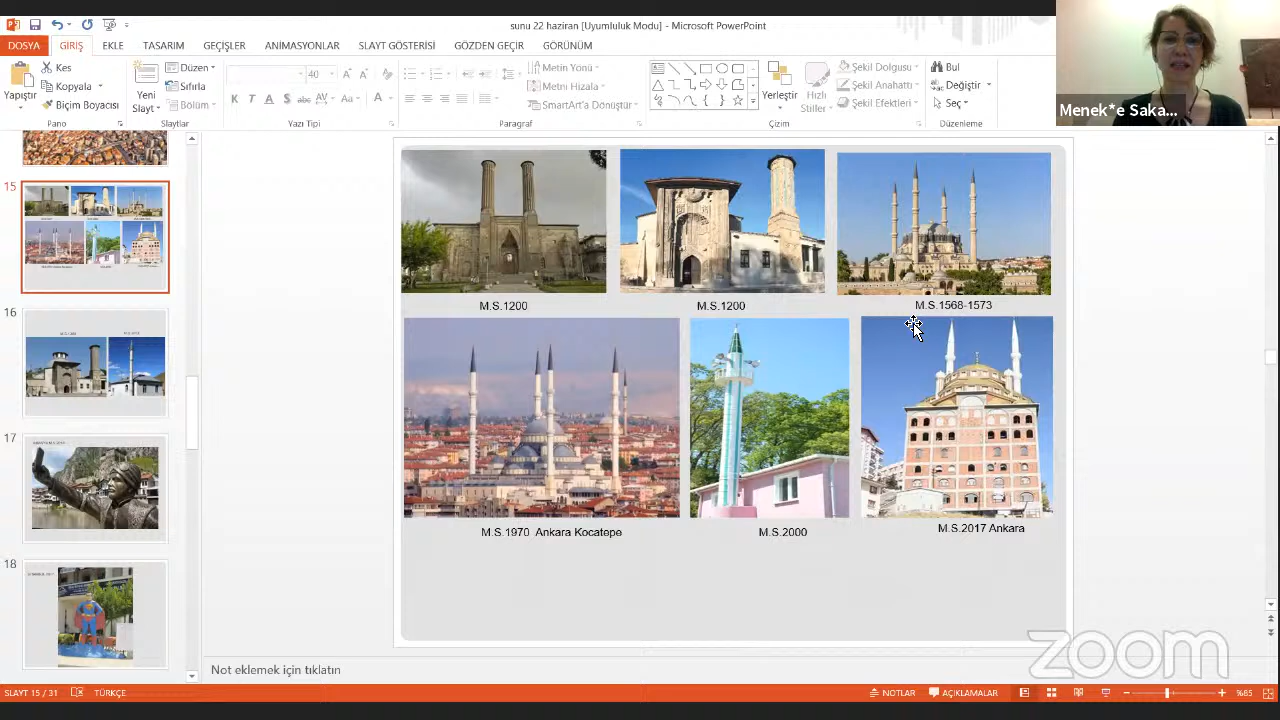 sunu 22 haziran [Uyumluluk Modu] - Microsoft PowerPoint
DOSYA GİRİŞ EKLE TASARIM GEÇİŞLER ANİMASYONLAR SLAYT GÖSTERİSİ GÖZDEN GEÇİR GÖRÜNÜM
Yapıştır
Kes
Kopyala
Biçim Boyacısı
Pano
Yeni
Slayt
Düzen
Sıfırla
Bölüm
Slaytlar
40
K T A S abc AV Aa A
Yazı Tipi
Metin Yönü
Metni Hizala
SmartArt'a Dönüştür
Paragraf
Yerleştir
Hızlı
Stiller
Şekil Dolgusu
Şekil Anahattı
Şekil Efektleri
Çizim
Bul
Değiştir
Seç
Düzenleme
Menek*e Saka...
15
16
17
18
M.S.1200
M.S.1200
M.S.1568-1573
M.S.1970 Ankara Kocatepe
M.S.2000
M.S.2017 Ankara
zoom
Not eklemek için tıklatın
SLAYT 15 / 31
TÜRKÇE
NOTLAR
AÇIKLAMALAR
%85